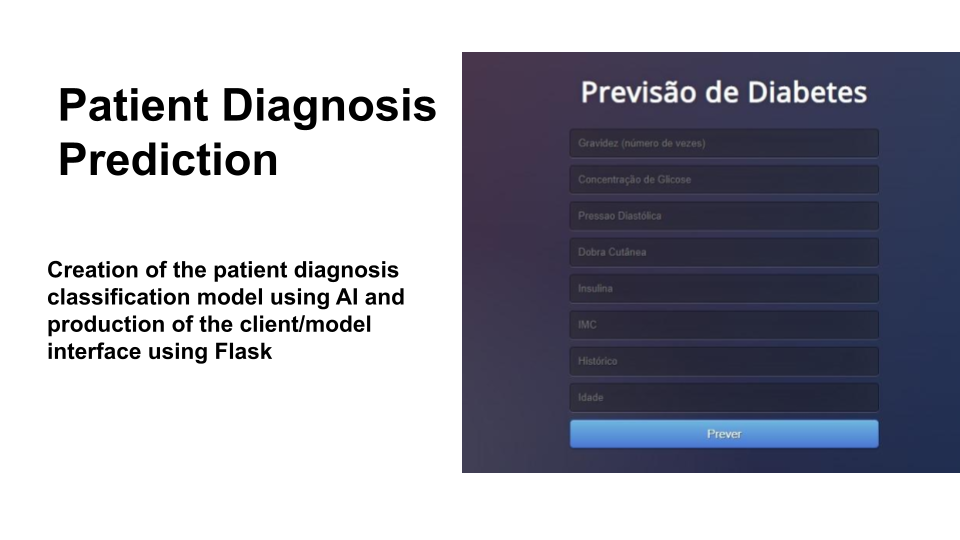 Patient Diagnosis
Prediction
Creation of the patient diagnosis
classification model using AI and
production of the client/model
interface using Flask
Previsão de Diabetes
Gravidez (número de vezes)
Concentração de Glicose
Pressao Diastólica
Dobra Cutânea
Insulina
IMC
Histórico
Idade
Prever